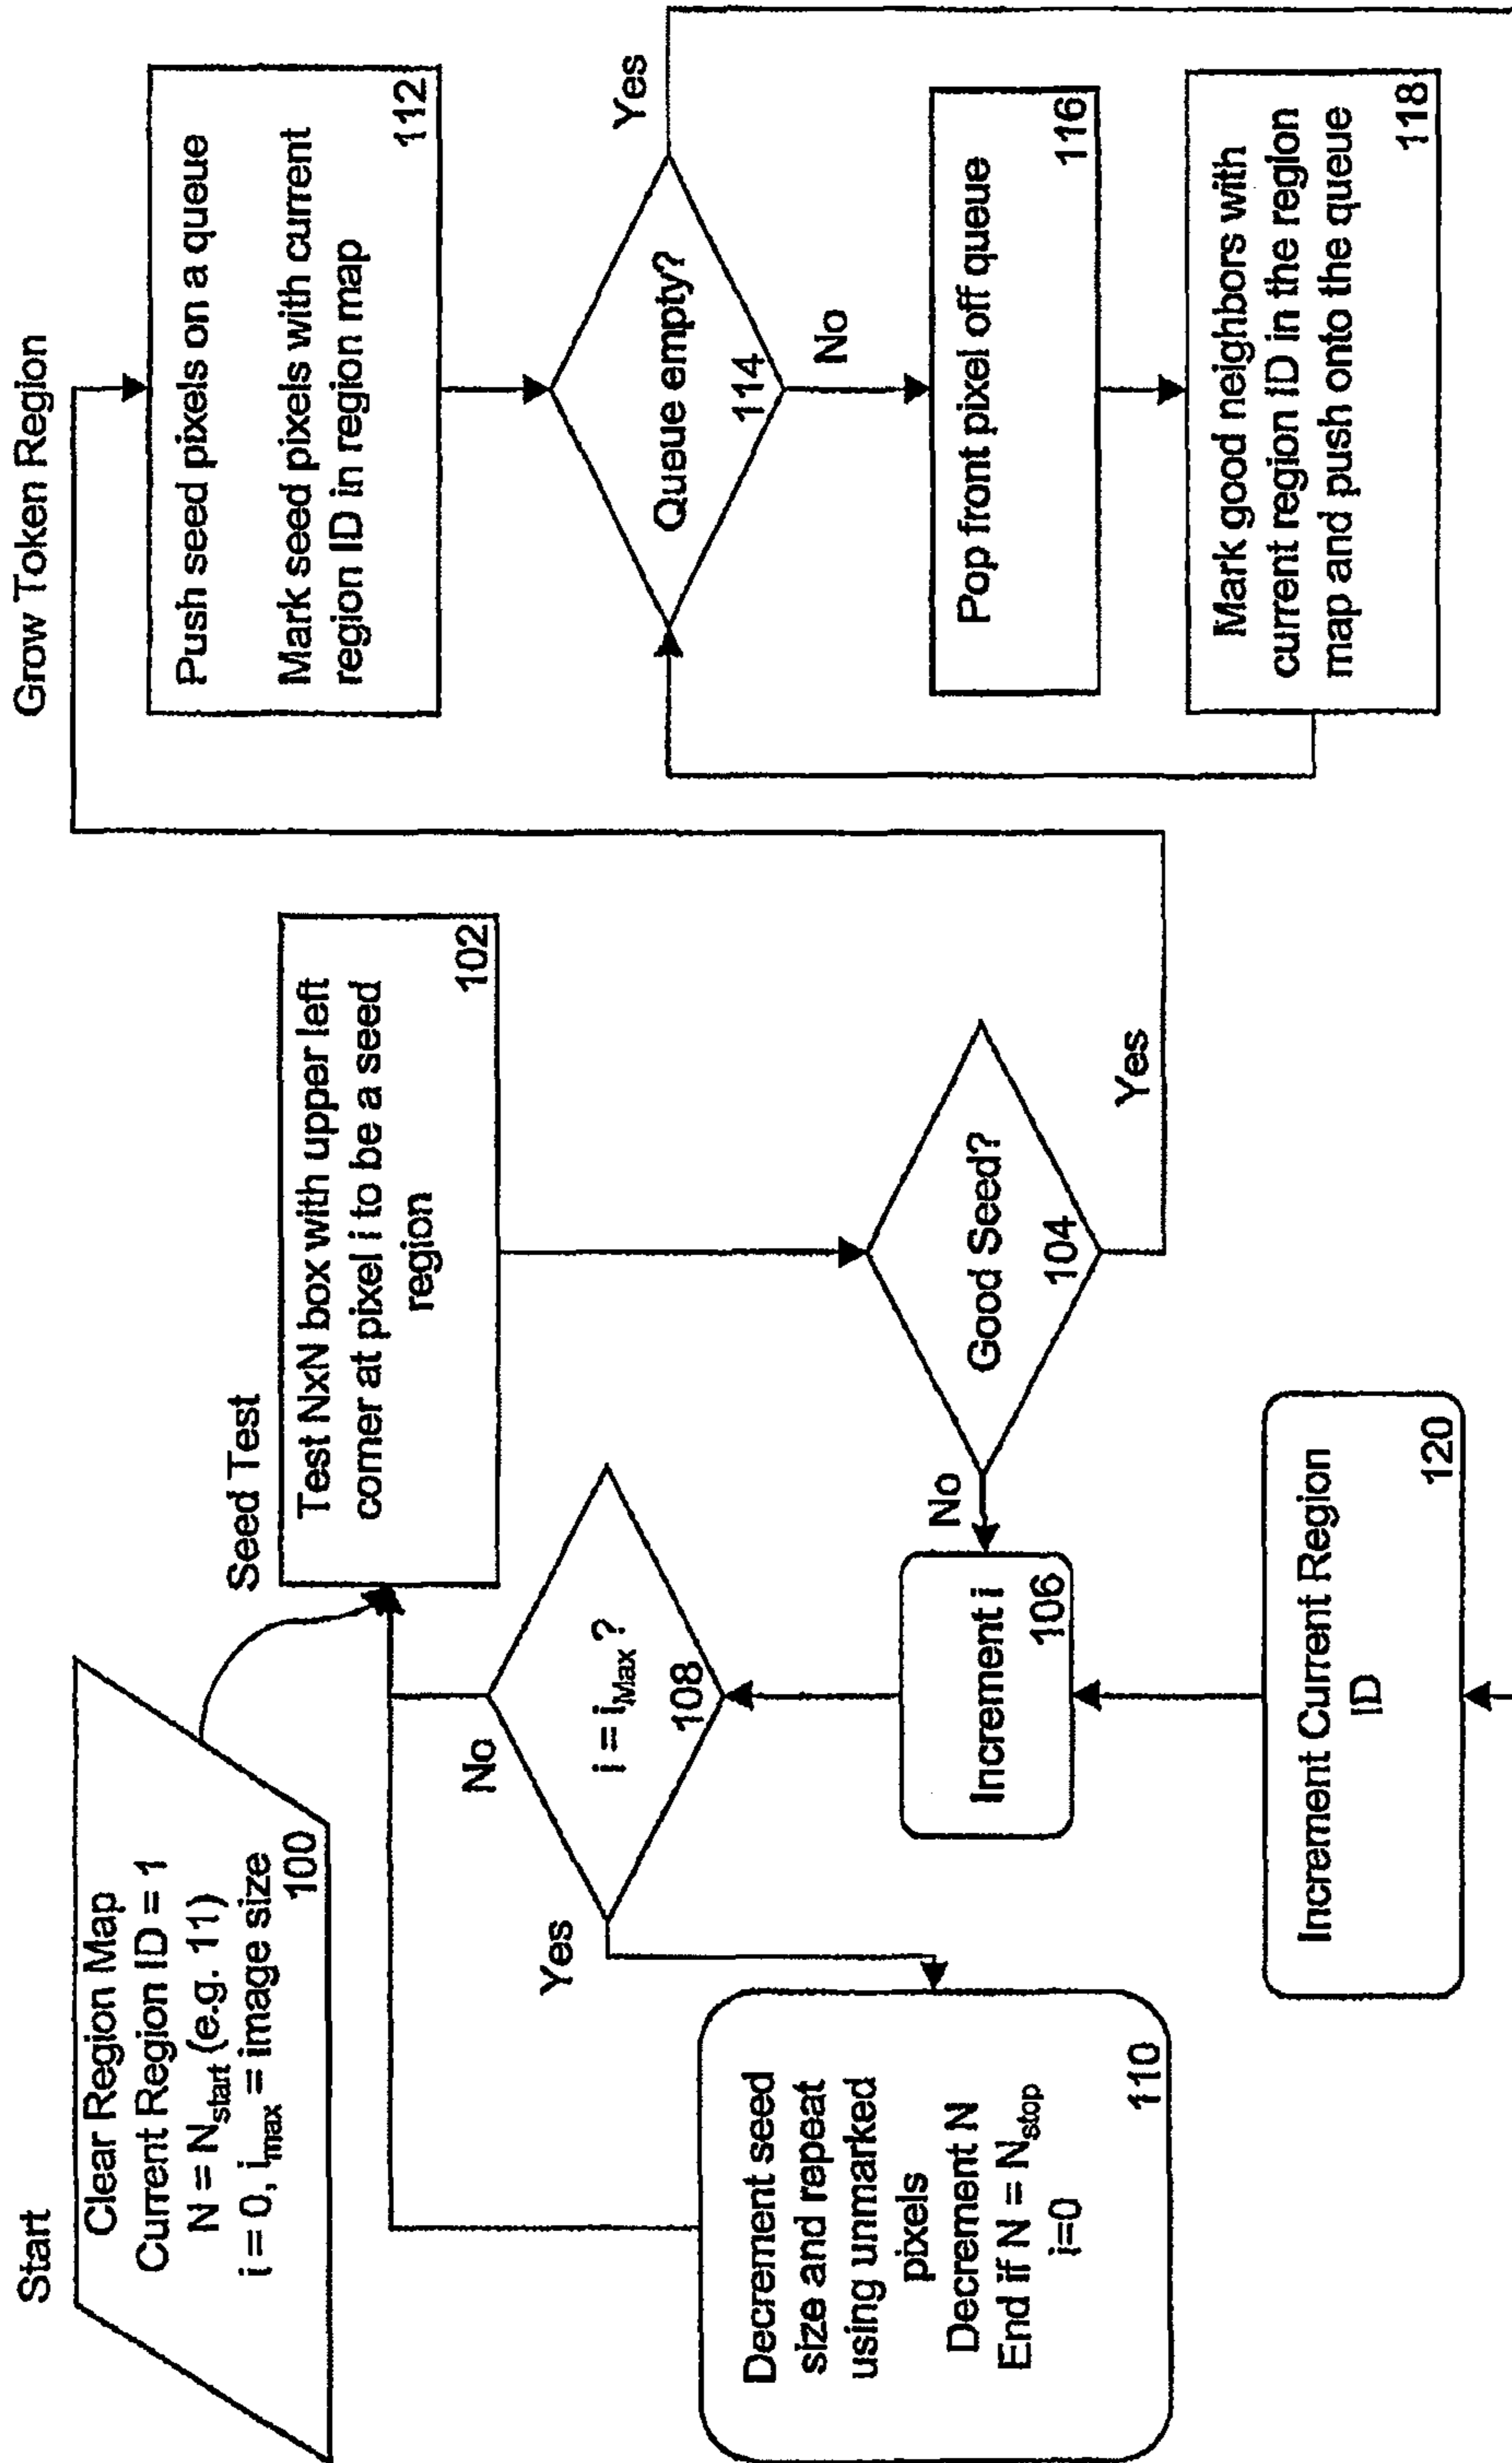 Start
Clear Region Map
Current Region ID = 1
N = Nstart (e.g. 11)
i = 0, imax = image size
100
Seed Test
Test NxN box with upper left
corner at pixel i to be a seed
region
102
Good Seed?
104
No
Yes
Increment i
106
i = iMax?
108
No
Yes
Decrement seed
size and repeat
using unmarked
pixels
Decrement N
End if N = Nstop
i=0
110
Grow Token Region
Push seed pixels on a queue
Mark seed pixels with current
region ID in region map
112
Queue empty?
114
Yes
No
Pop front pixel off queue
116
Mark good neighbors with
current region ID in the region
map and push onto the queue
118
Increment Current Region
ID
120